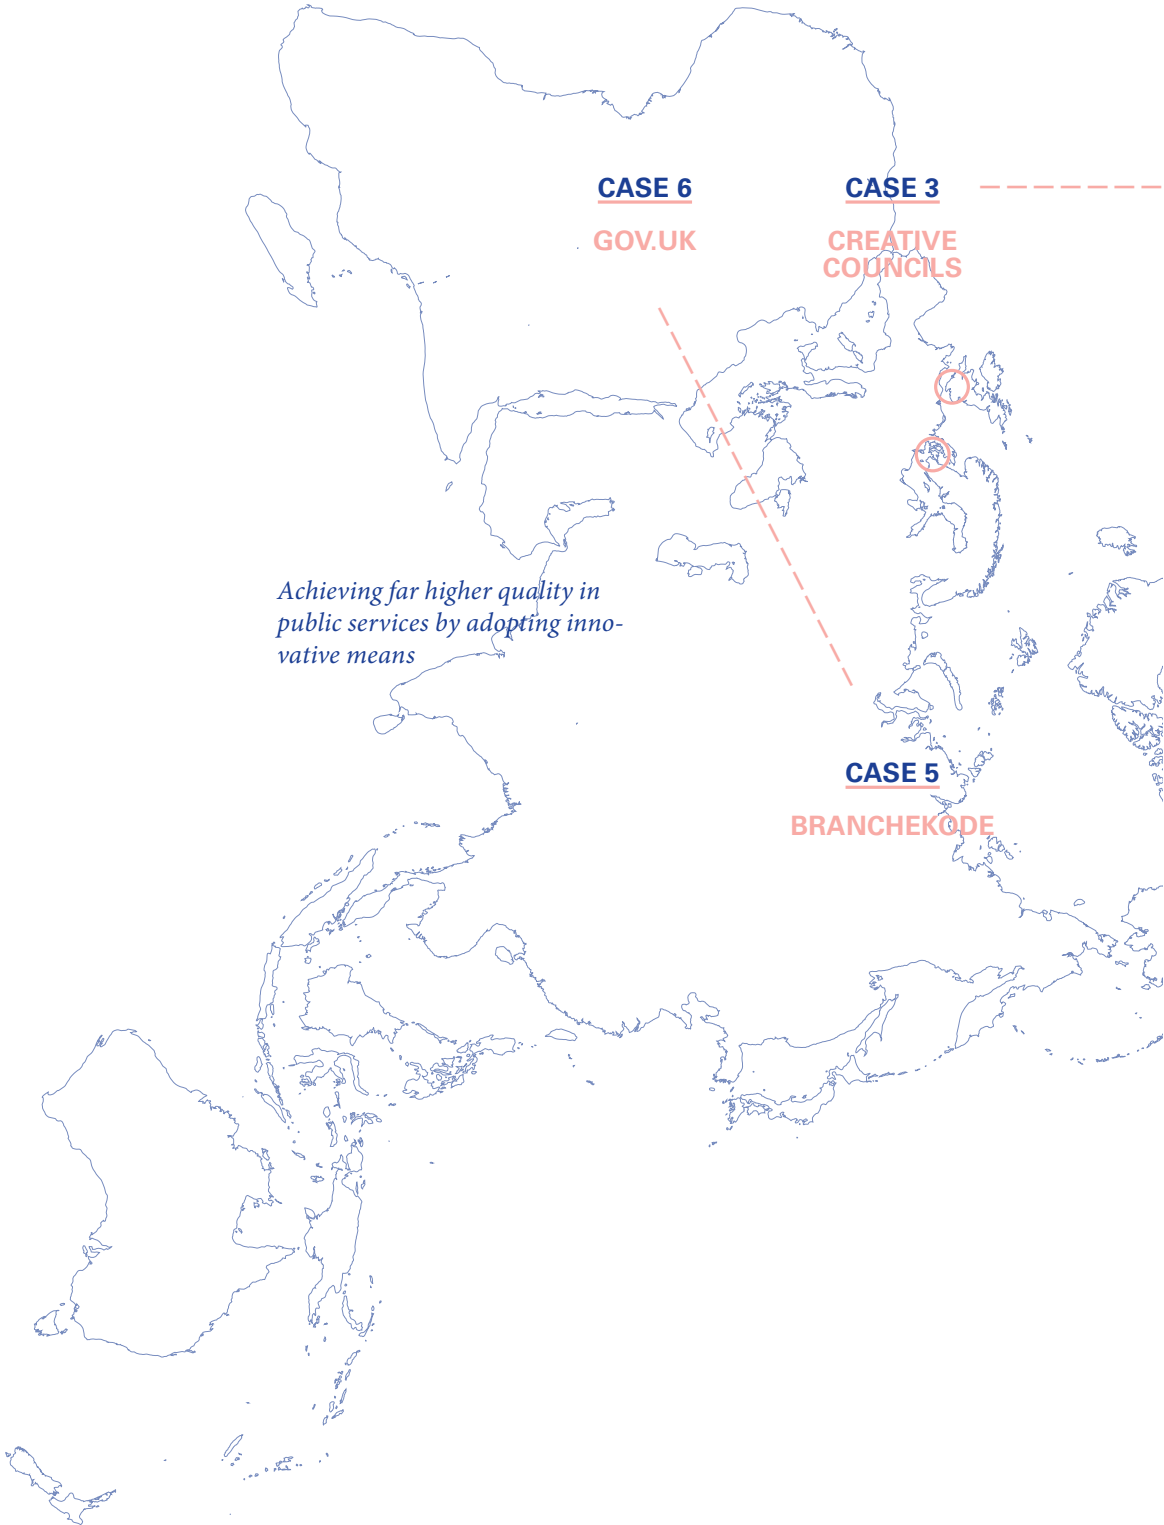 CASE 6
GOV.UK
CASE 3
CREATIVE
COUNCILS
Achieving far higher quality in
public services by adopting inno-
vative means
CASE 5
BRANCHEKODE